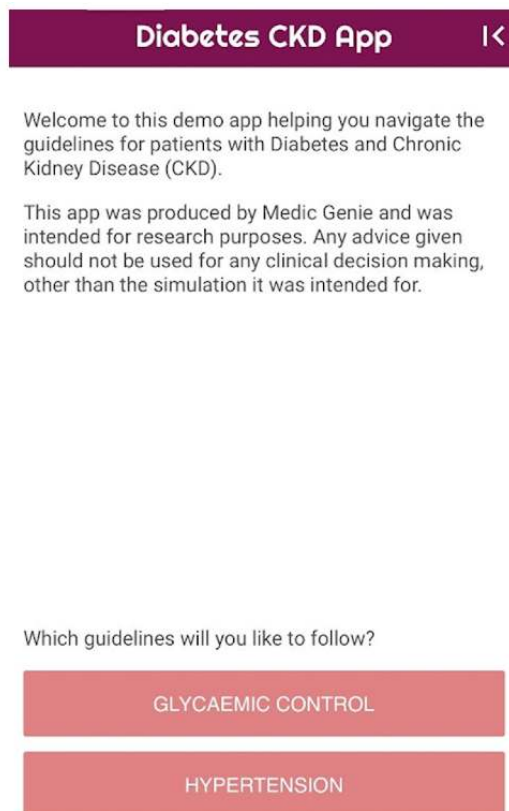 Diabetes CKD App
Welcome to this demo app helping you navigate the
guidelines for patients with Diabetes and Chronic
Kidney Disease (CKD).
This app was produced by Medic Genie and was
intended for research purposes. Any advice given
should not be used for any clinical decision making,
other than the simulation it was intended for.
Which guidelines will you like to follow?
GLYCAEMIC CONTROL
HYPERTENSION